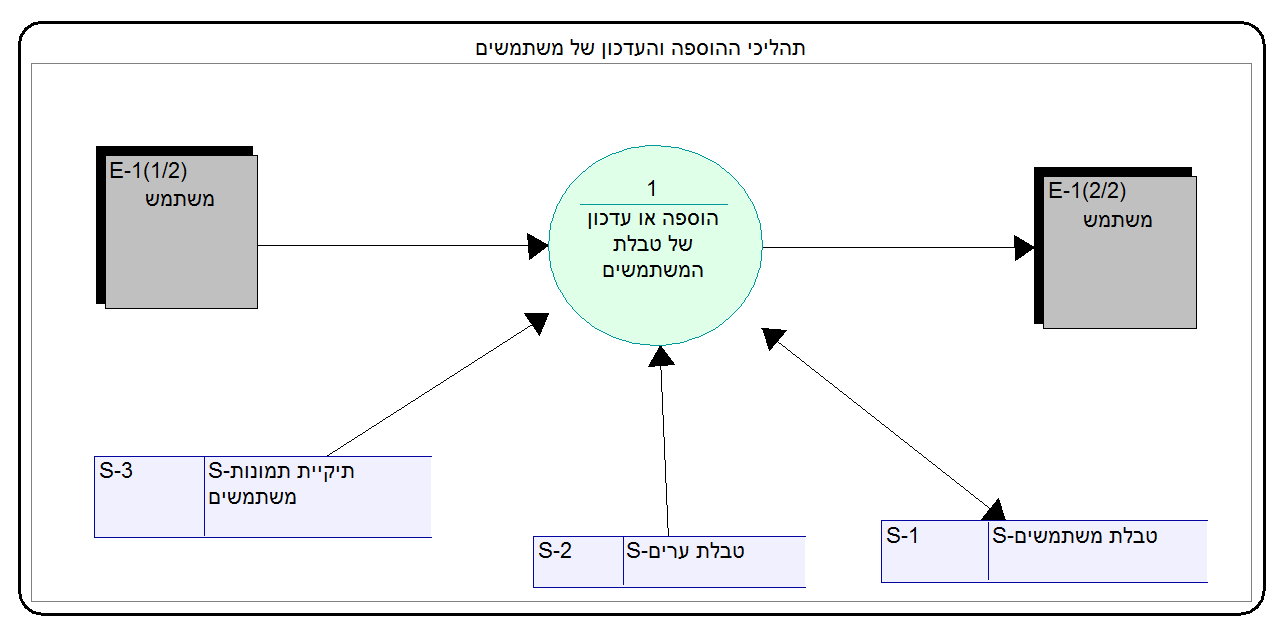 תהליכי ההוספה והעדכון של משתמשים
E-1(1/2)
משתמש
1
הוספה או עדכון
של טבלת
המשתמשים
E-1(2/2)
משתמש
S-3
S-תיקיית תמונות
משתמשים
S-2
S-טבלת ערים
S-1
S-טבלת משתמשים